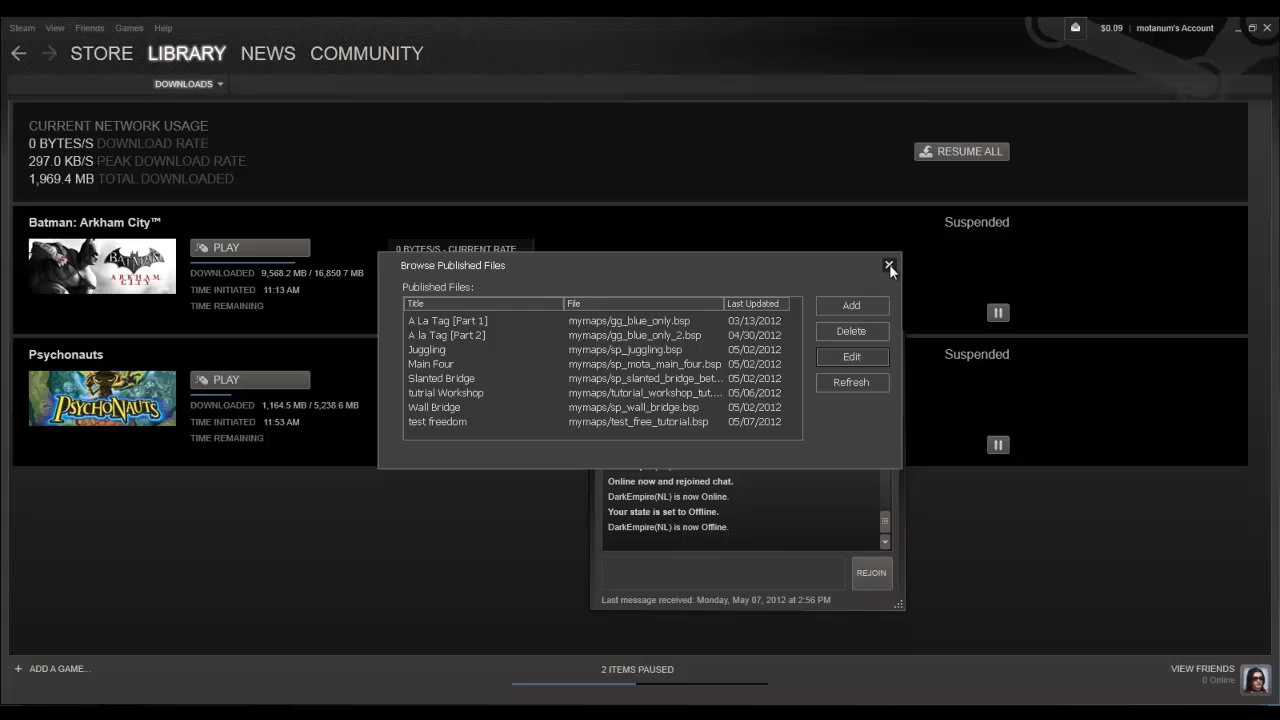 Steam View Friends Games Help
$0.09 | motanum's Account
STORE LIBRARY NEWS COMMUNITY
DOWNLOADS
CURRENT NETWORK USAGE
0 BYTES/S DOWNLOAD RATE
297.0 KB/S PEAK DOWNLOAD RATE
1,969.4 MB TOTAL DOWNLOADED
RESUME ALL
Batman: Arkham City™
Suspended
BATMAN
ARKHAM
CITY
PLAY
0 BYTES/S - CURRENT RATE
DOWNLOADED 9,568.2 MB / 16,850.7 MB
TIME INITIATED 11:13 AM
TIME REMAINING
Psychonauts
Suspended
PSYCHONAUTS
PLAY
DOWNLOADED 1,164.5 MB / 5,238.6 MB
TIME INITIATED 11:53 AM
TIME REMAINING
Browse Published Files
Published Files:
Title File Last Updated
A La Tag [Part 1] mymaps/gg_blue_only.bsp 03/13/2012
A la Tag [Part 2] mymaps/gg_blue_only_2.bsp 04/30/2012
Juggling mymaps/sp_juggling.bsp 05/02/2012
Main Four mymaps/sp_mota_main_four.bsp 05/02/2012
Slanted Bridge mymaps/sp_slanted_bridge_bet... 05/02/2012
tutrial Workshop mymaps/tutorial_workshop_tut.... 05/06/2012
Wall Bridge mymaps/sp_wall_bridge.bsp 05/02/2012
test freedom mymaps/test_free_tutorial.bsp 05/07/2012
Add
Delete
Edit
Refresh
Online now and rejoined chat.
DarkEmpire(NL) is now Online.
Your state is set to Offline.
DarkEmpire(NL) is now Offline.
REJOIN
Last message received: Monday, May 07, 2012 at 2:56 PM
+ ADD A GAME...
2 ITEMS PAUSED
VIEW FRIENDS
0 Online